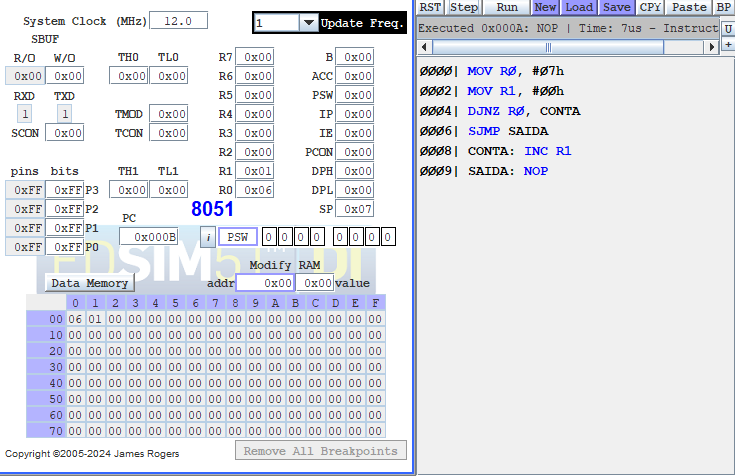 System Clock (MHz) 12.0 1 Update Freq.
SBUF
R/O W/O TH0 TL0 R7 0x00 B 0x00
0x00 0x00 0x00 0x00 R6 0x00 ACC 0x00
RXD TXD R5 0x00 PSW 0x00
1 1 TMOD 0x00 R4 0x00 IP 0x00
SCON 0x00 TCON 0x00 R3 0x00 IE 0x00
R2 0x00 PCON 0x00
pins bits TH1 TL1 R1 0x01 DPH 0x00
0xFF 0xFF P3 0x00 0x00 R0 0x06 DPL 0x00
0xFF 0xFF P2 8051 SP 0x07
0xFF 0xFF P1 PC
0xFF 0xFF P0 0x000B i PSW 0 0 0 0 0 0 0 0
Modify RAM
Data Memory addr 0x00 0x00 value
0 1 2 3 4 5 6 7 8 9 A B C D E F
00 06 01 00 00 00 00 00 00 00 00 00 00 00 00 00 00
10 00 00 00 00 00 00 00 00 00 00 00 00 00 00 00 00
20 00 00 00 00 00 00 00 00 00 00 00 00 00 00 00 00
30 00 00 00 00 00 00 00 00 00 00 00 00 00 00 00 00
40 00 00 00 00 00 00 00 00 00 00 00 00 00 00 00 00
50 00 00 00 00 00 00 00 00 00 00 00 00 00 00 00 00
60 00 00 00 00 00 00 00 00 00 00 00 00 00 00 00 00
70 00 00 00 00 00 00 00 00 00 00 00 00 00 00 00 00
Copyright ©2005-2024 James Rogers Remove All Breakpoints
RST Step Run New Load Save CPY Paste BP
Executed 0x000A: NOP | Time: 7us - Instruct U
+
0000| MOV R0, #07h
0002| MOV R1, #00h
0004| DJNZ R0, CONTA
0006| SJMP SAIDA
0008| CONTA: INC R1
0009| SAIDA: NOP